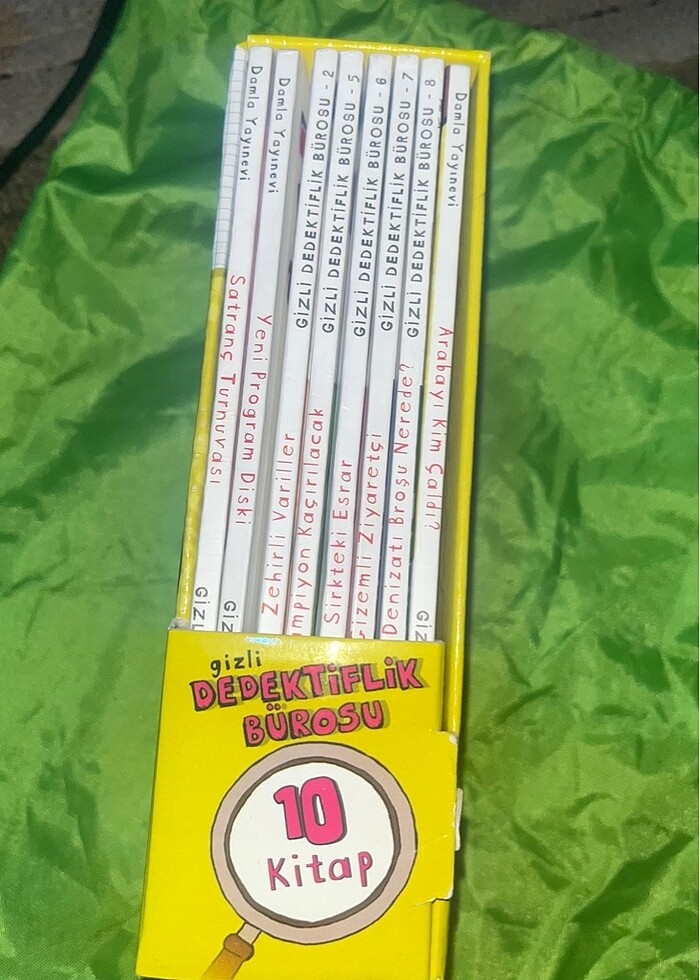 Damla Yayınevi Satranç Turnuvası
Damla Yayınevi Yeni Program Diski
Zehirli Variller GİZLİ DEDEKTİFLİK BÜROSU - 2
Kaçırılacak GİZLİ DEDEKTİFLİK BÜROSU - 5
Sirkteki Esrar GİZLİ DEDEKTİFLİK BÜROSU - 6
Gizemli Ziyaretçi GİZLİ DEDEKTİFLİK BÜROSU - 7
Denizatı Broşu Nerede? GİZLİ DEDEKTİFLİK BÜROSU - 8
Damla Yayınevi Arabayı Kim Çaldı?
gizli
DEDEKTİFLİK
BÜROSU
10
Kitap